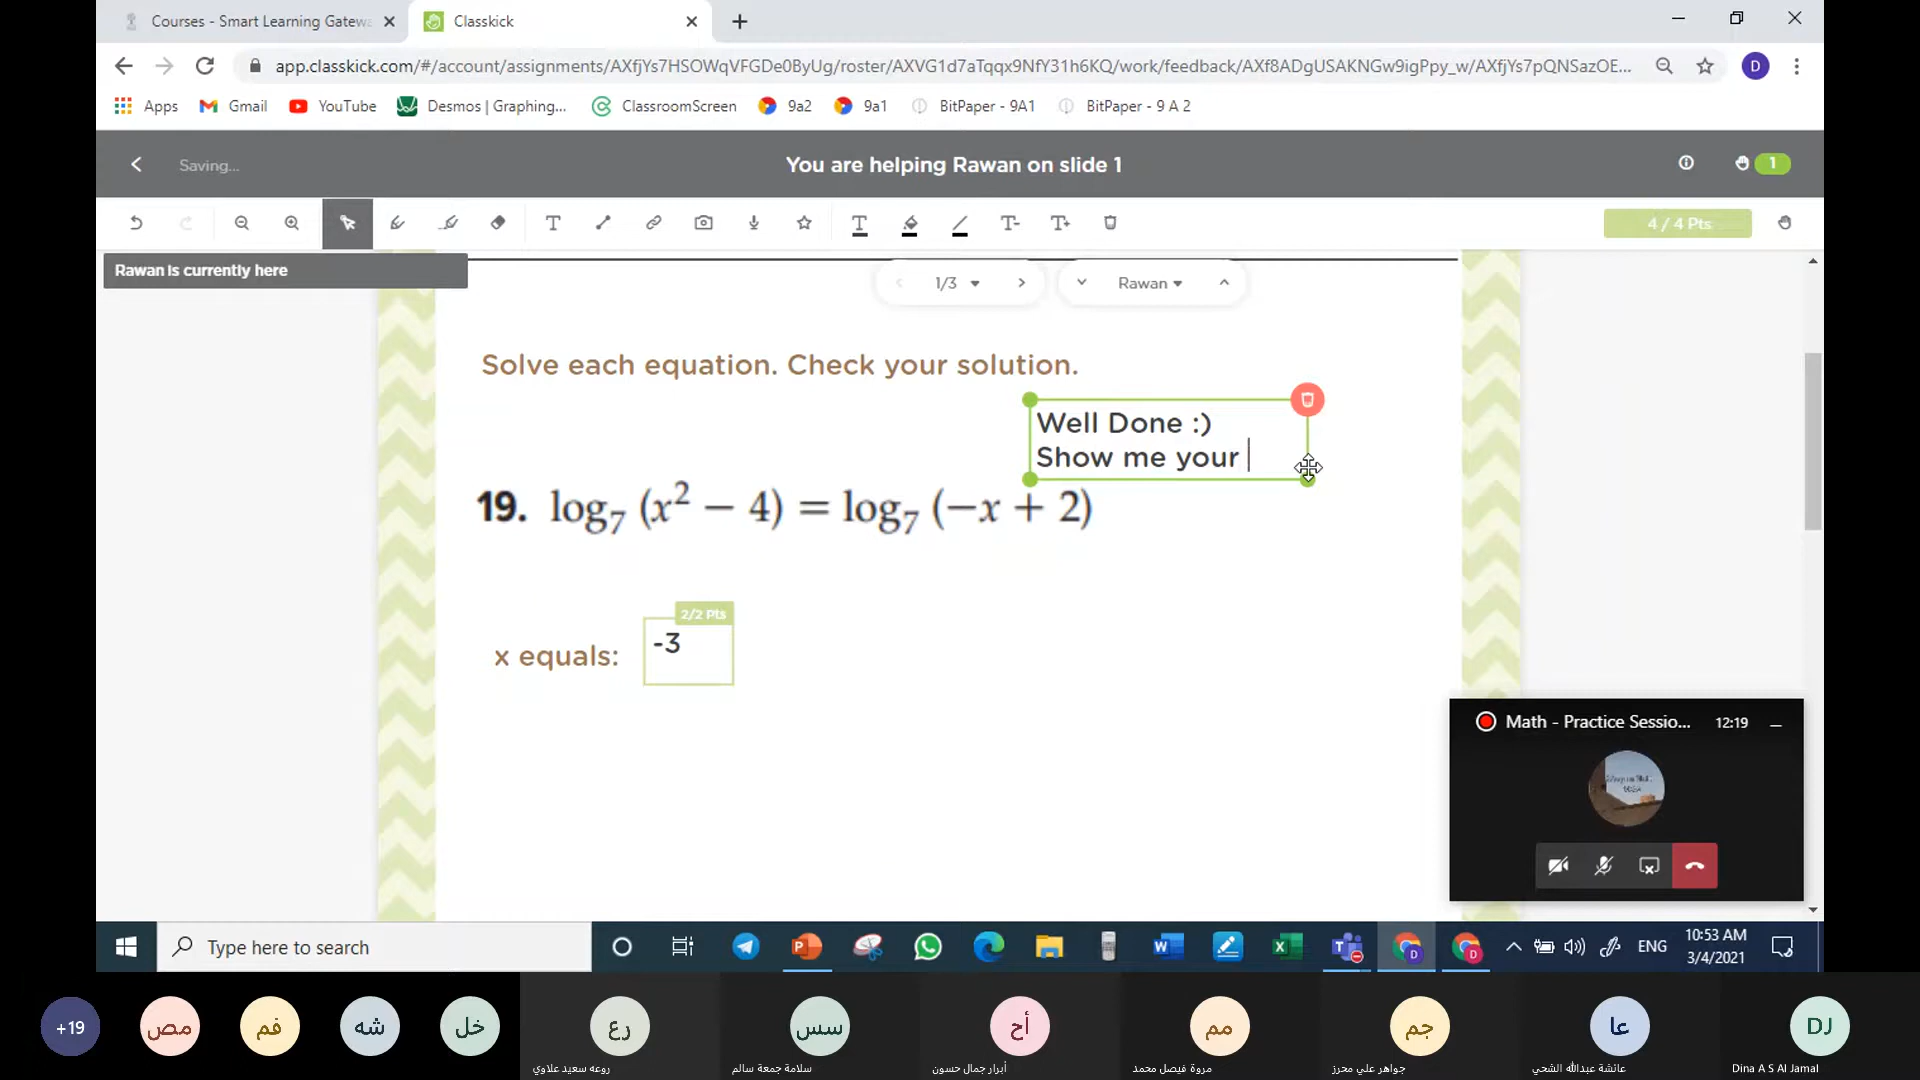 Courses - Smart Learning Gatew
Classkick
app.classkick.com/#/account/assignments/AXfjYs7HSOWqVFGDe0ByUg/roster/AXVG1d7aTqqx9NfY31h6KQ/work/feedback/AXf8ADgUSAKNGw9igPpy_w/AXfjYs7pQNSazOE...
D
Apps
Gmail
YouTube
Desmos | Graphing...
ClassroomScreen
9a2
9a1
BitPaper - 9A1
BitPaper - 9 A 2
Saving...
You are helping Rawan on slide 1
1
4 / 4 Pts
Rawan is currently here
1/3
Rawan
Solve each equation. Check your solution.
Well Done :)
Show me your
19. log₇ (x² − 4) = log₇ (−x + 2)
2/2 Pts
x equals:
-3
Math - Practice Sessio...
12:19
Type here to search
ENG
10:53 AM
3/4/2021
+19
مص
فم
شه
خل
رع
سس
أح
مم
جم
عا
DJ
روعه سعيد علاوي
سلامة جمعة سالم
أبرار جمال حسون
مروة فيصل محمد
جواهر علي محرز
عائشة عبدالله الشحي
Dina A S Al Jamal